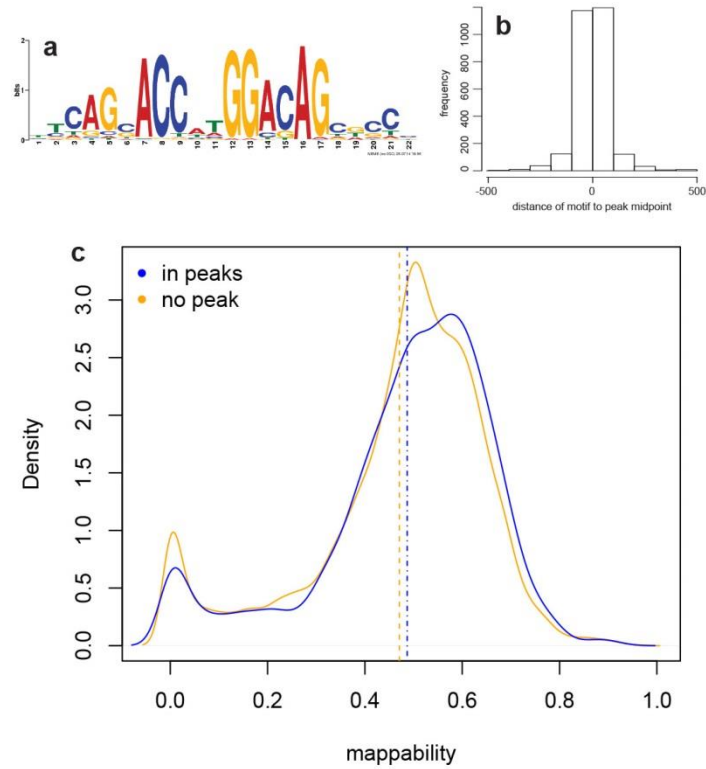 a
2
1
0
bits
TCAGCACCATGGACAGCGCC
1 2 3 4 5 6 7 8 9 10 11 12 13 14 15 16 17 18 19 20 21 22
b
frequency
0 200 400 600 800 1000
-500 0 500
distance of motif to peak midpoint
c
in peaks
no peak
Density
3.0
2.5
2.0
1.5
1.0
0.5
0.0
0.0 0.2 0.4 0.6 0.8 1.0
mappability